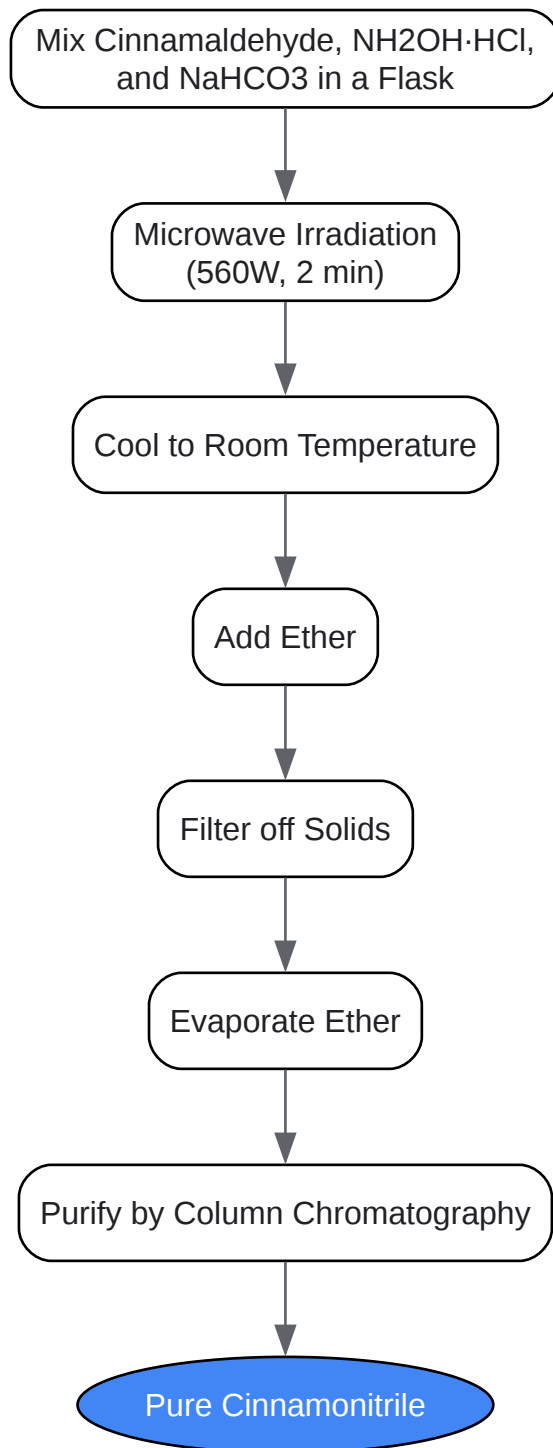 Mix Cinnamaldehyde, NH2OH·HCl,
and NaHCO3 in a Flask
Microwave Irradiation
(560W, 2 min)
Cool to Room Temperature
Add Ether
Filter off Solids
Evaporate Ether
Purify by Column Chromatography
Pure Cinnamonitrile